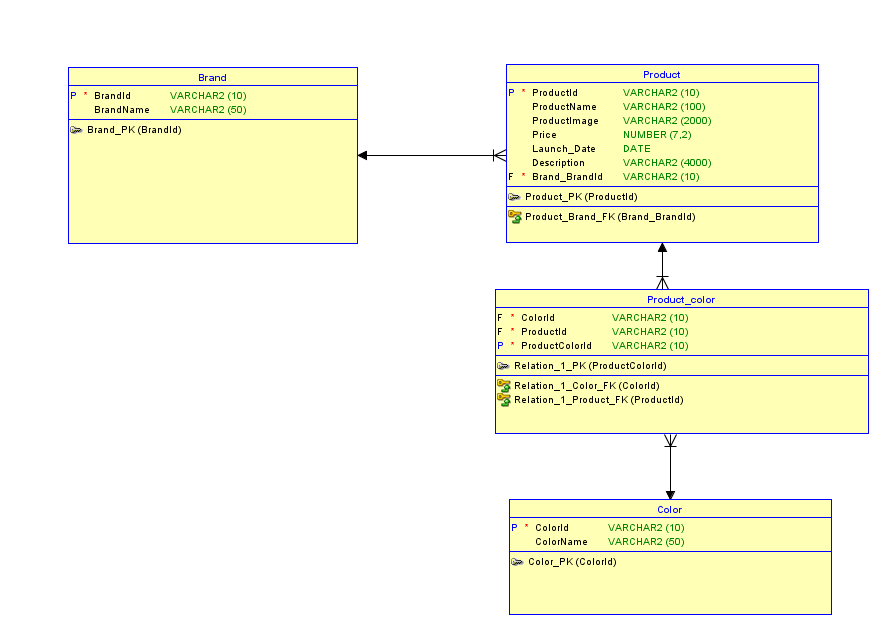 Brand
P * BrandId VARCHAR2 (10)
BrandName VARCHAR2 (50)
Brand_PK (BrandId)
Product
P * ProductId VARCHAR2 (10)
ProductName VARCHAR2 (100)
ProductImage VARCHAR2 (2000)
Price NUMBER (7,2)
Launch_Date DATE
Description VARCHAR2 (4000)
F * Brand_BrandId VARCHAR2 (10)
Product_PK (ProductId)
Product_Brand_FK (Brand_BrandId)
Product_color
F * ColorId VARCHAR2 (10)
F * ProductId VARCHAR2 (10)
P * ProductColorId VARCHAR2 (10)
Relation_1_PK (ProductColorId)
Relation_1_Color_FK (ColorId)
Relation_1_Product_FK (ProductId)
Color
P * ColorId VARCHAR2 (10)
ColorName VARCHAR2 (50)
Color_PK (ColorId)